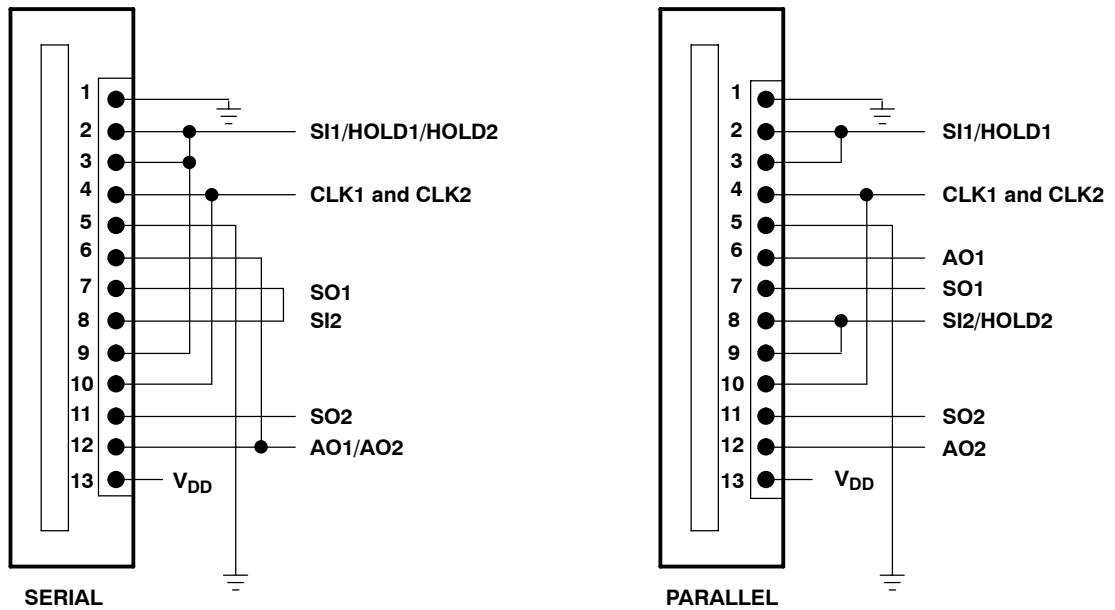 1
2 SI1/HOLD1/HOLD2
3
4 CLK1 and CLK2
5
6
7 SO1
8 SI2
9
10
11 SO2
12 AO1/AO2
13 VDD
SERIAL
1
2 SI1/HOLD1
3
4 CLK1 and CLK2
5
6 AO1
7 SO1
8 SI2/HOLD2
9
10
11 SO2
12 AO2
13 VDD
PARALLEL